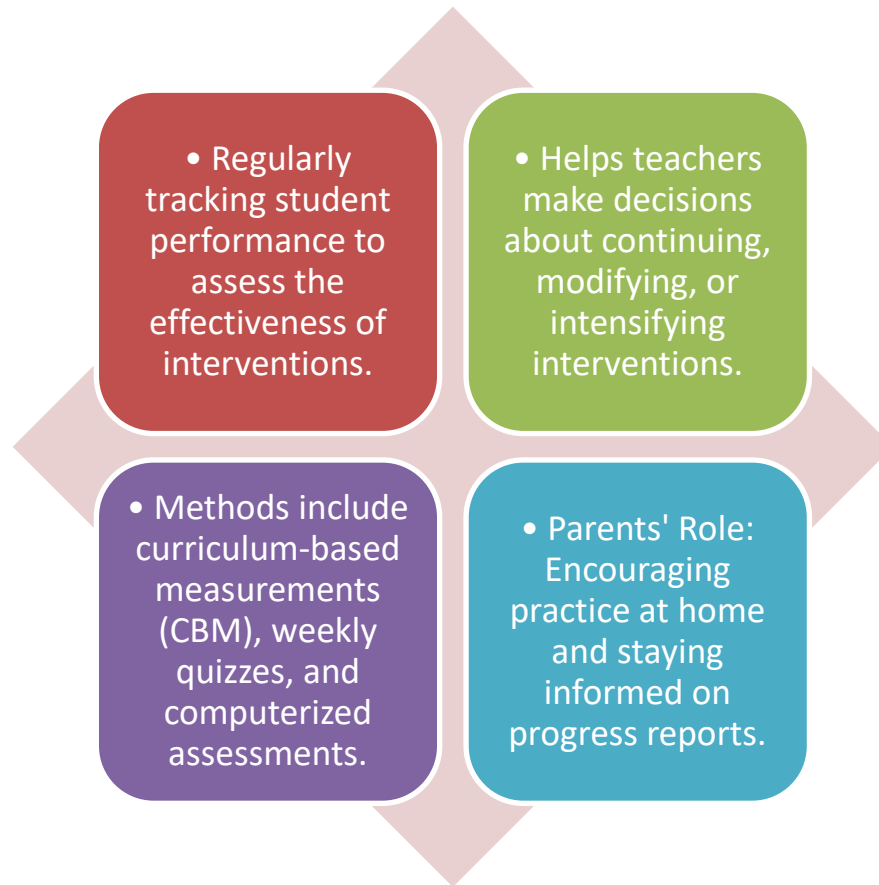 • Regularly
tracking student
performance to
assess the
effectiveness of
interventions.
• Helps teachers
make decisions
about continuing,
modifying, or
intensifying
interventions.
• Methods include
curriculum-based
measurements
(CBM), weekly
quizzes, and
computerized
assessments.
• Parents' Role:
Encouraging
practice at home
and staying
informed on
progress reports.